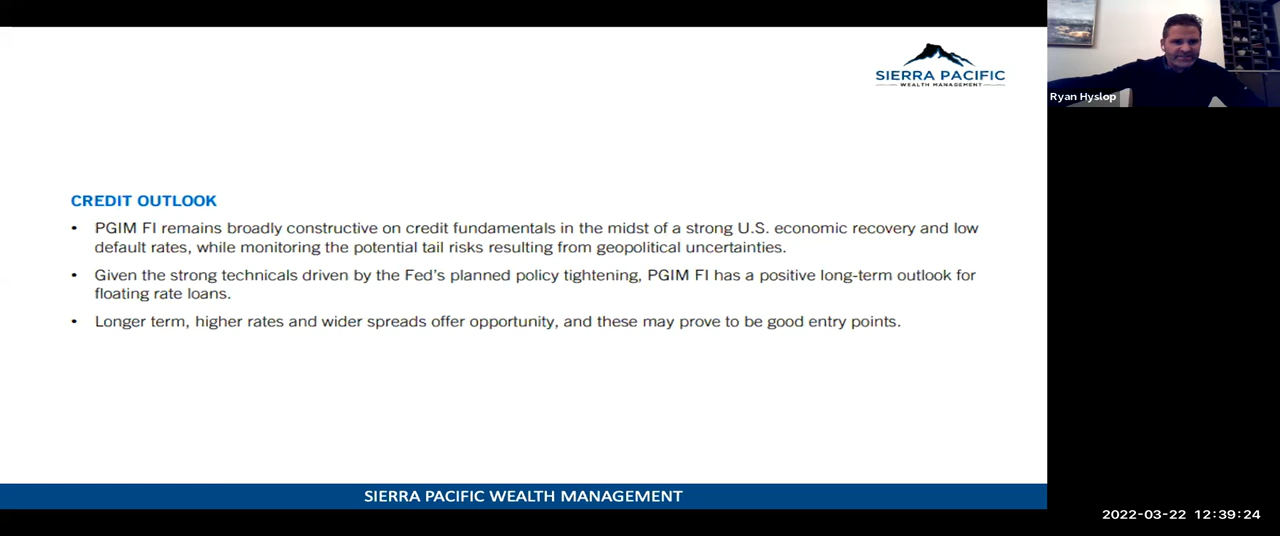 SIERRA PACIFIC
WEALTH MANAGEMENT
Ryan Hyslop
CREDIT OUTLOOK
• PGIM FI remains broadly constructive on credit fundamentals in the midst of a strong U.S. economic recovery and low
default rates, while monitoring the potential tail risks resulting from geopolitical uncertainties.
• Given the strong technicals driven by the Fed's planned policy tightening, PGIM FI has a positive long-term outlook for
floating rate loans.
• Longer term, higher rates and wider spreads offer opportunity, and these may prove to be good entry points.
SIERRA PACIFIC WEALTH MANAGEMENT
2022-03-22 12:39:24